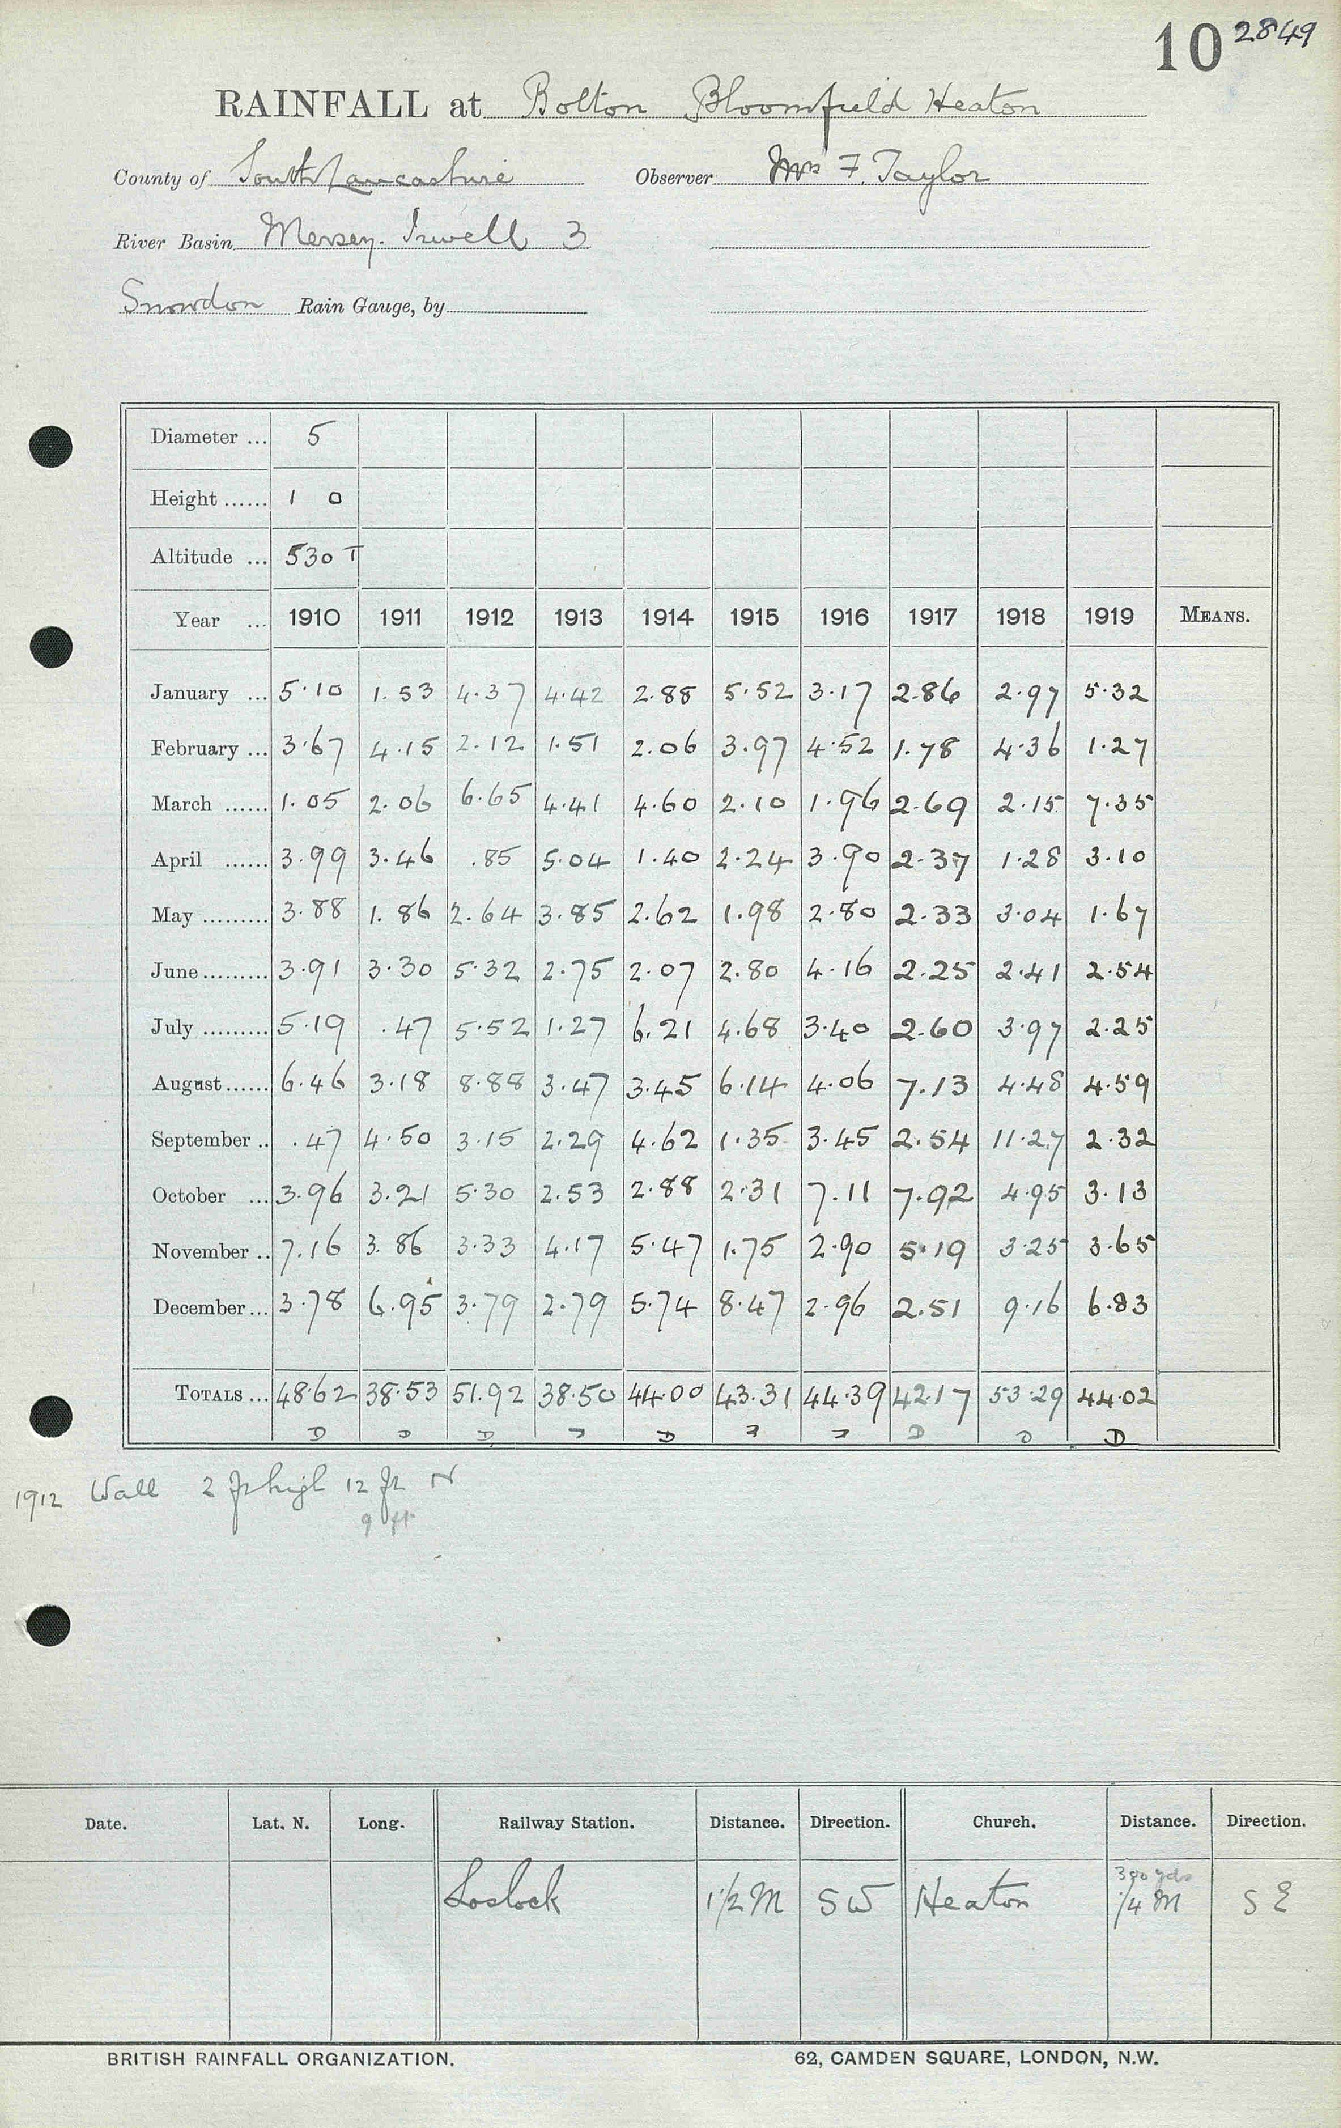 10 2849
RAINFALL at Bolton Bloomfield Heaton
County of South Lancashire Observer Mrs F. Taylor
River Basin Mersey. Irwell 3
Snowdon Rain Gauge, by
Diameter ... 5
Height ...... 1 0
Altitude ... 530 T
Year ... 1910 1911 1912 1913 1914 1915 1916 1917 1918 1919 MEANS.
January ... 5.10 1.53 4.37 4.42 2.88 5.52 3.17 2.86 2.97 5.32
February ... 3.67 4.15 2.12 1.51 2.06 3.97 4.52 1.78 4.36 1.27
March ...... 1.05 2.06 6.65 4.41 4.60 2.10 1.96 2.69 2.15 7.35
April ...... 3.99 3.46 .85 5.04 1.40 2.24 3.90 2.37 1.28 3.10
May ......... 3.88 1.86 2.64 3.85 2.62 1.98 2.80 2.33 3.04 1.67
June ......... 3.91 3.30 5.32 2.75 2.07 2.80 4.16 2.25 2.41 2.54
July ......... 5.19 .47 5.52 1.27 6.21 4.68 3.40 2.60 3.97 2.25
August ...... 6.46 3.18 8.88 3.47 3.45 6.14 4.06 7.13 4.48 4.59
September .. .47 4.50 3.15 2.29 4.62 1.35 3.45 2.54 11.27 2.32
October ... 3.96 3.21 5.30 2.53 2.88 2.31 7.11 7.92 4.95 3.13
November .. 7.16 3.86 3.33 4.17 5.47 1.75 2.90 5.19 3.25 3.65
December ... 3.78 6.95 3.79 2.79 5.74 8.47 2.96 2.51 9.16 6.83
TOTALS ... 48.62 38.53 51.92 38.50 44.00 43.31 44.39 42.17 53.29 44.02
D D D D D D
1912 Wall 2 ft high 12 ft N
9 ft
Date. Lat. N. Long. Railway Station. Distance. Direction. Church. Distance. Direction.
300 yds
Lostock 1 1/2 M SW Heaton 1/4 M S E
BRITISH RAINFALL ORGANIZATION. 62, CAMDEN SQUARE, LONDON, N.W.